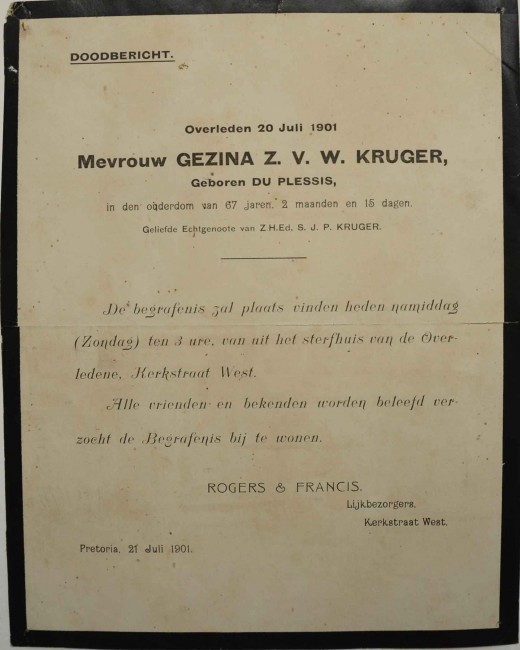 DOODBERICHT.
Overleden 20 Juli 1901
Mevrouw GEZINA Z. V. W. KRUGER,
Geboren DU PLESSIS,
in den ouderdom van 67 jaren, 2 maanden en 15 dagen.
Geliefde Echtgenoote van Z.H.Ed. S. J. P. KRUGER.
De begrafenis zal plaats vinden heden namiddag
(Zondag) ten 3 ure, van uit het sterfhuis van de Over-
ledene, Kerkstraat West.
Alle vrienden en bekenden worden beleefd ver-
zocht de Begrafenis bij te wonen.
ROGERS & FRANCIS.
Lijkbezorgers,
Kerkstraat West.
Pretoria, 21 Juli 1901.